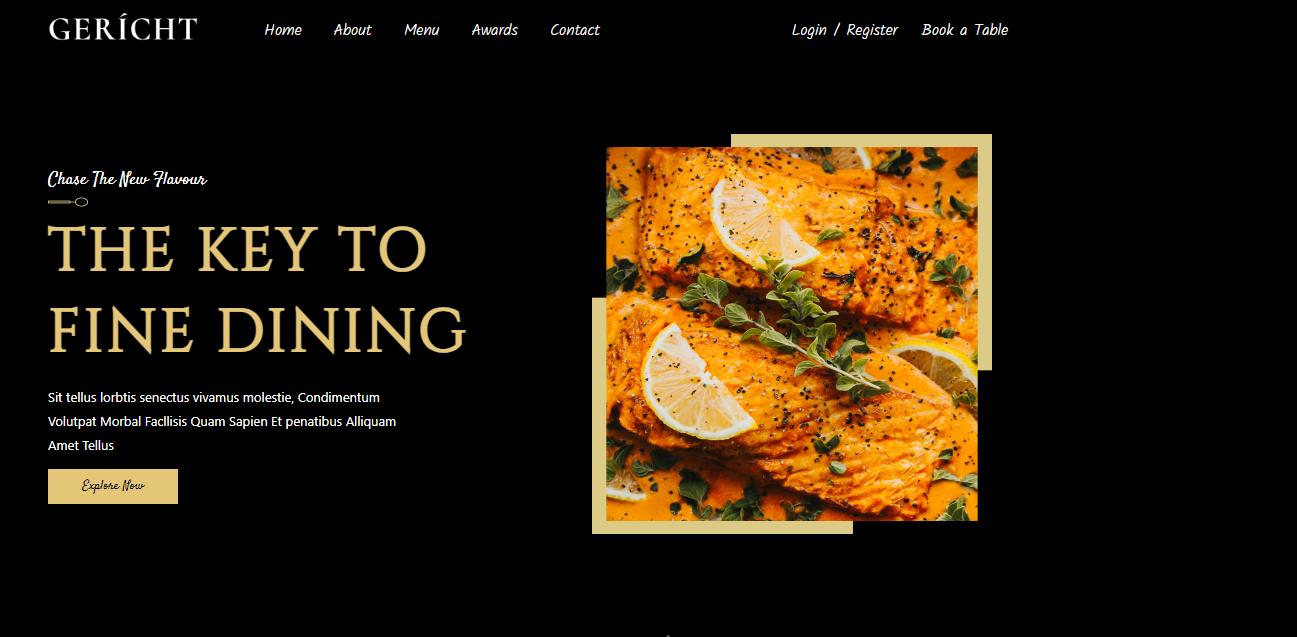 GERÍCHT
Home About Menu Awards Contact
Login / Register Book a Table
Chase The New Flavour
THE KEY TO
FINE DINING
Sit tellus lorbtis senectus vivamus molestie, Condimentum
Volutpat Morbal Facllisis Quam Sapien Et penatibus Alliquam
Amet Tellus
Explore Now